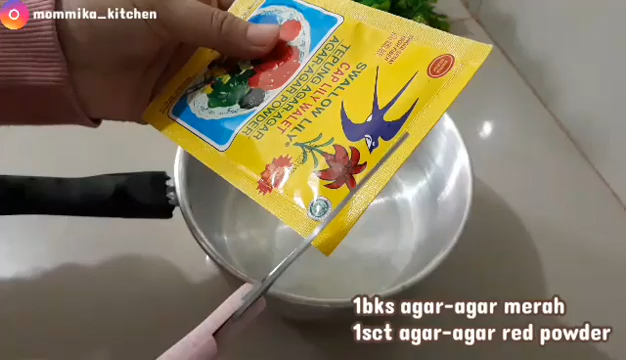 mommika_kitchen
TEPUNG AGAR-AGAR
AGAR-AGAR POWDER
CAP LILY WALET
SWALLOW LILY
1bks agar-agar merah
1sct agar-agar red powder